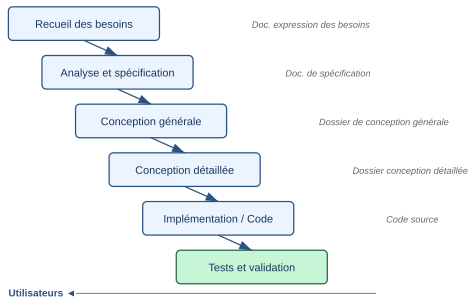 Recueil des besoins
Doc. expression des besoins
Analyse et spécification
Doc. de spécification
Conception générale
Dossier de conception générale
Conception détaillée
Dossier conception détaillée
Implémentation / Code
Code source
Tests et validation
Utilisateurs